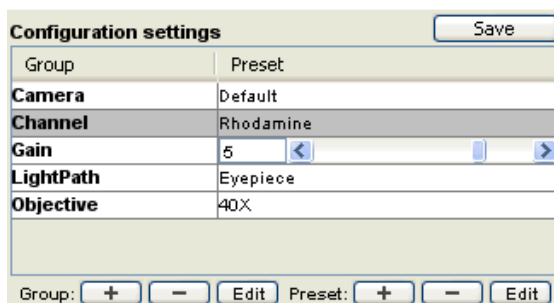 Configuration settings Save
Group Preset
Camera Default
Channel Rhodamine
Gain 5
LightPath Eyepiece
Objective 40X
Group: + − Edit Preset: + − Edit